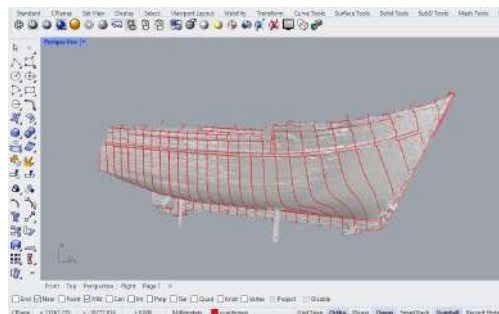 Standard CPlanes Set View Display Select Viewport Layout Visibility Transform Curve Tools Surface Tools Solid Tools SubD Tools Mesh Tools
Perspective
Front Top Perspective Right Page 1
End Near Point Mid Cen Int Perp Tan Quad Knot Vertex Project Disable
CPlane Millimeters Grid Snap Ortho Planar Osnap SmartTrack Gumball Record Hist